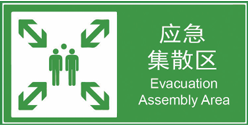 应急
集散区
Evacuation
Assembly Area